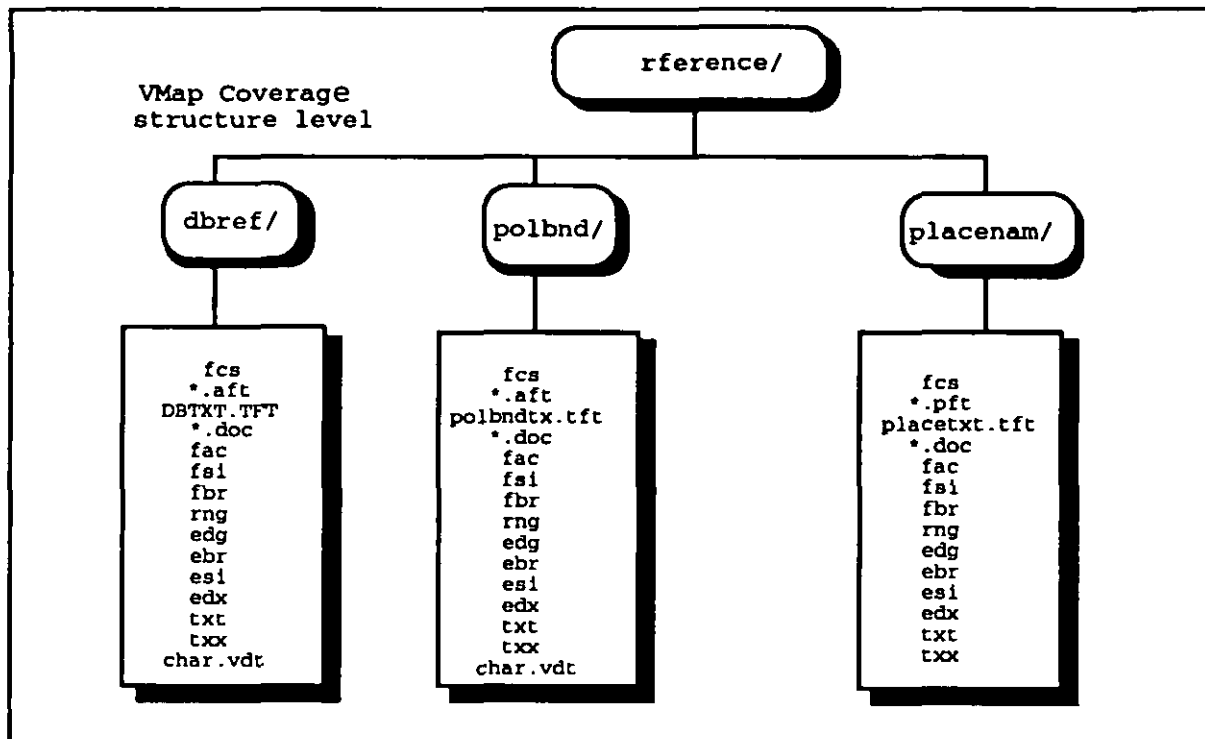 rference/
VMap Coverage
structure level
dbref/
polbnd/
placenam/
fcs
*.aft
DBTXT.TFT
*.doc
fac
fsi
fbr
rng
edg
ebr
esi
edx
txt
txx
char.vdt
fcs
*.aft
polbndtx.tft
*.doc
fac
fsi
fbr
rng
edg
ebr
esi
edx
txt
txx
char.vdt
fcs
*.pft
placetxt.tft
*.doc
fac
fsi
fbr
rng
edg
ebr
esi
edx
txt
txx